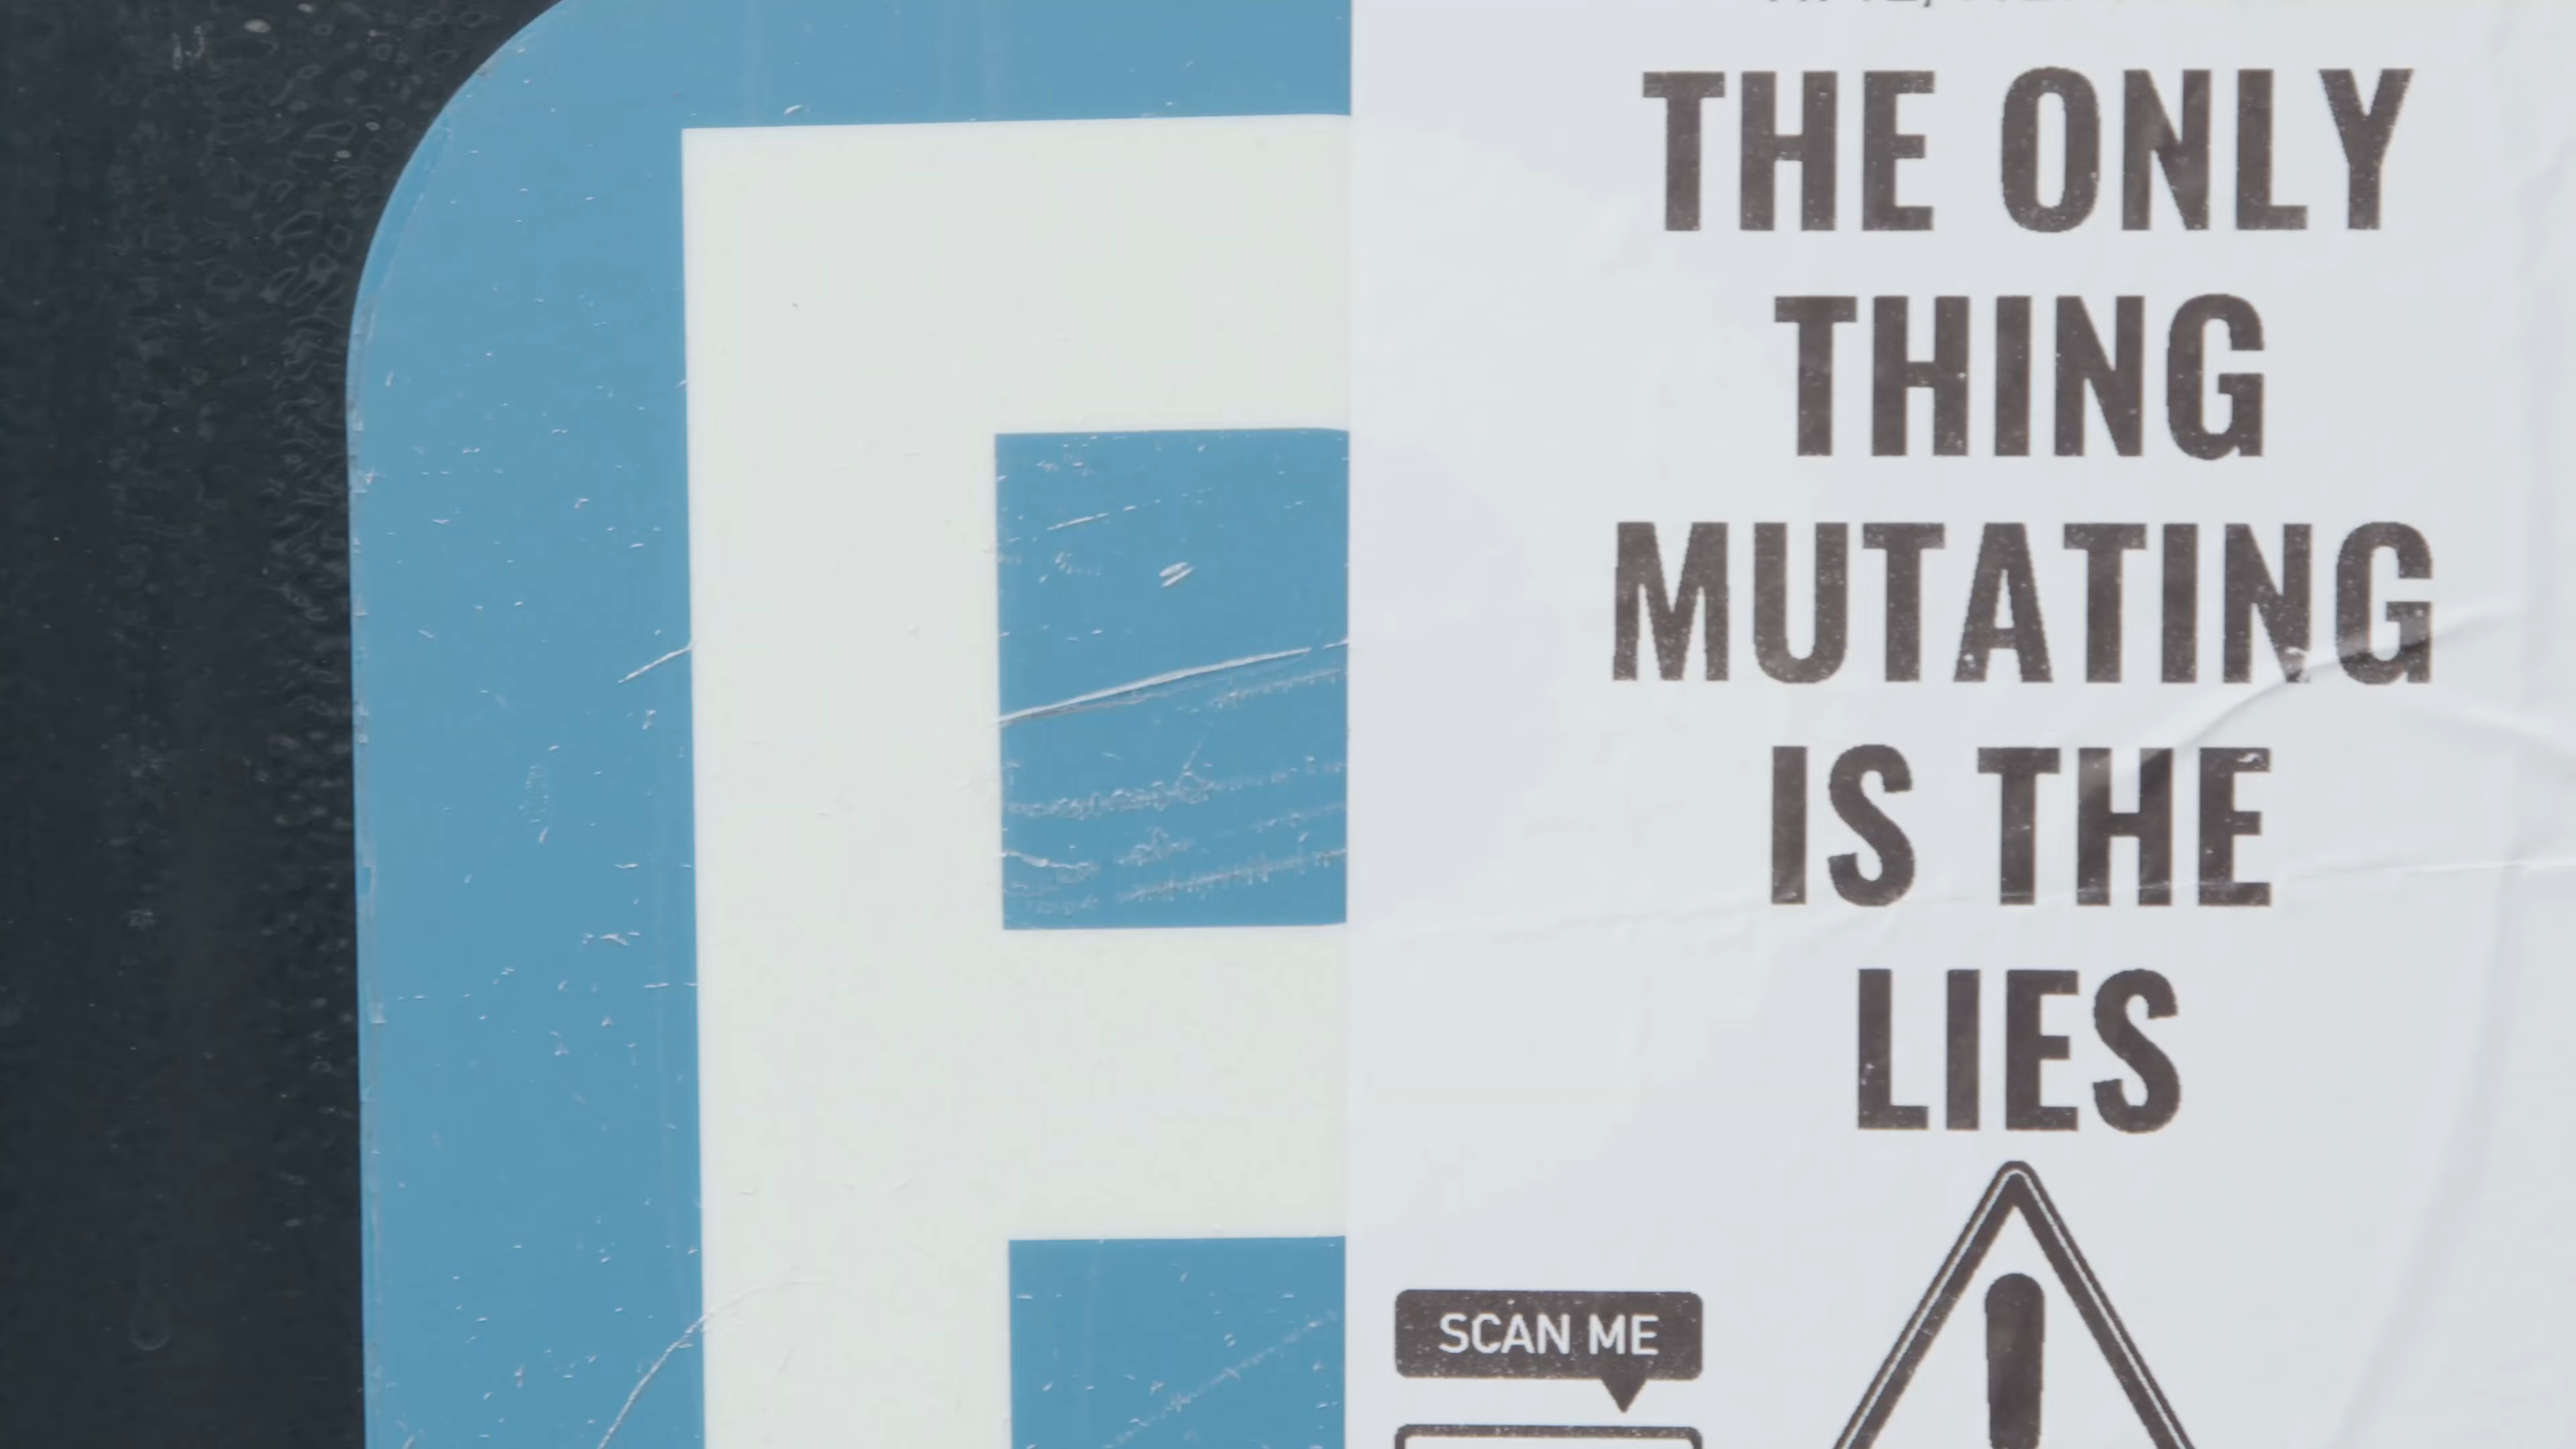 THE ONLY
THING
MUTATING
IS THE
LIES
SCAN ME